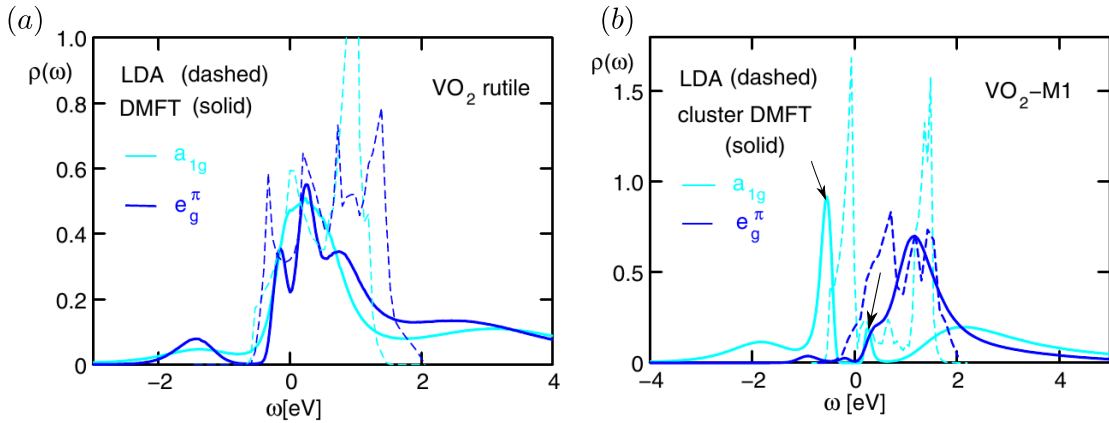 (a)
1.0
ρ(ω)
LDA (dashed)
DMFT (solid)
VO2 rutile
0.8
0.6
a1g
egπ
0.4
0.2
0
−2 0 2 4
ω[eV]
(b)
ρ(ω)
LDA (dashed)
cluster DMFT
(solid)
VO2−M1
1.5
a1g
egπ
1.0
0.5
0
−4 −2 0 2 4
ω [eV]